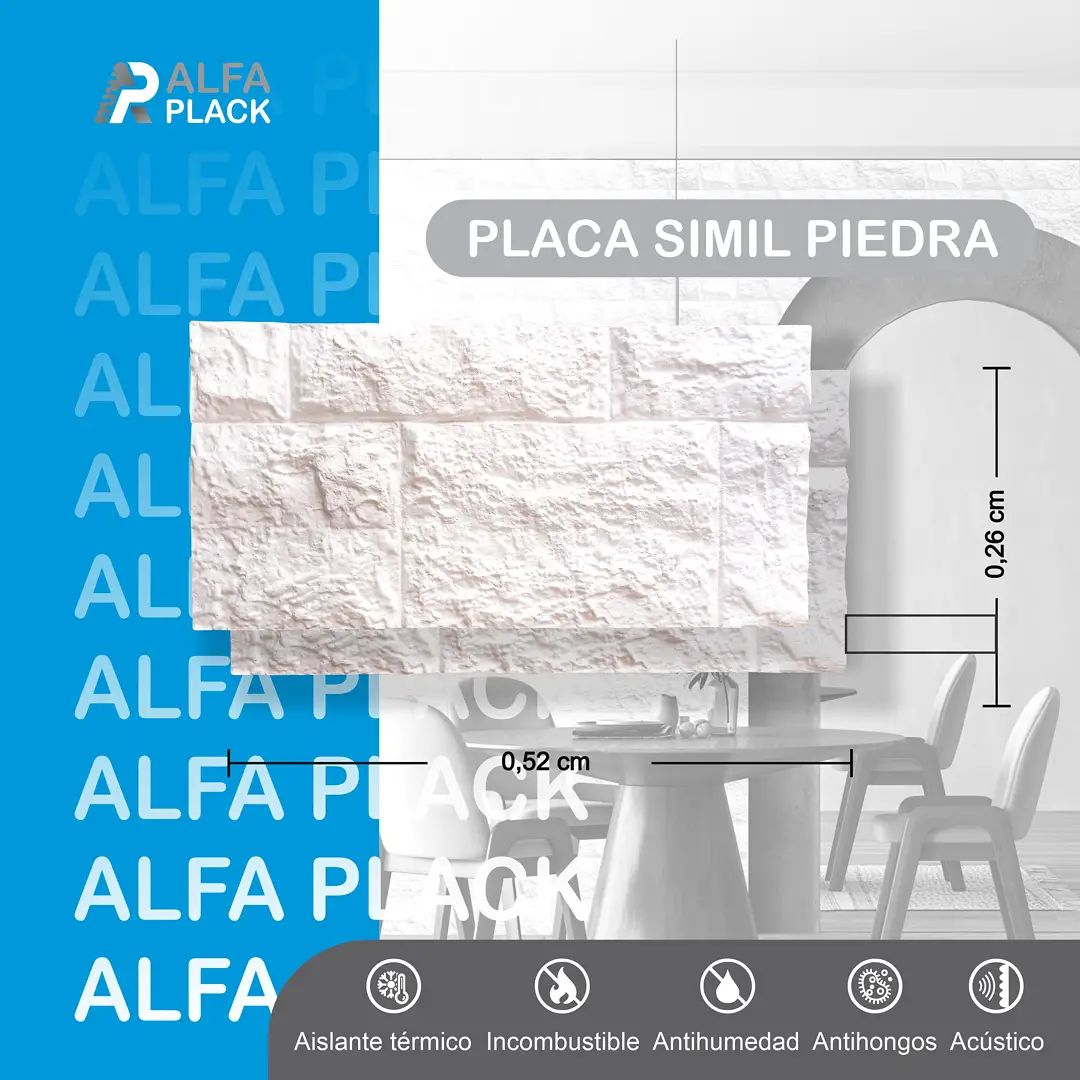 ALFA
PLACK
PLACA SIMIL PIEDRA
ALFA PL
ALFA PL
AL
AL
AL
ALFA PLACK
ALFA PLACK
ALFA PLACK
ALFA
0,26 cm
0,52 cm
Aislante térmico Incombustible Antihumedad Antihongos Acústico